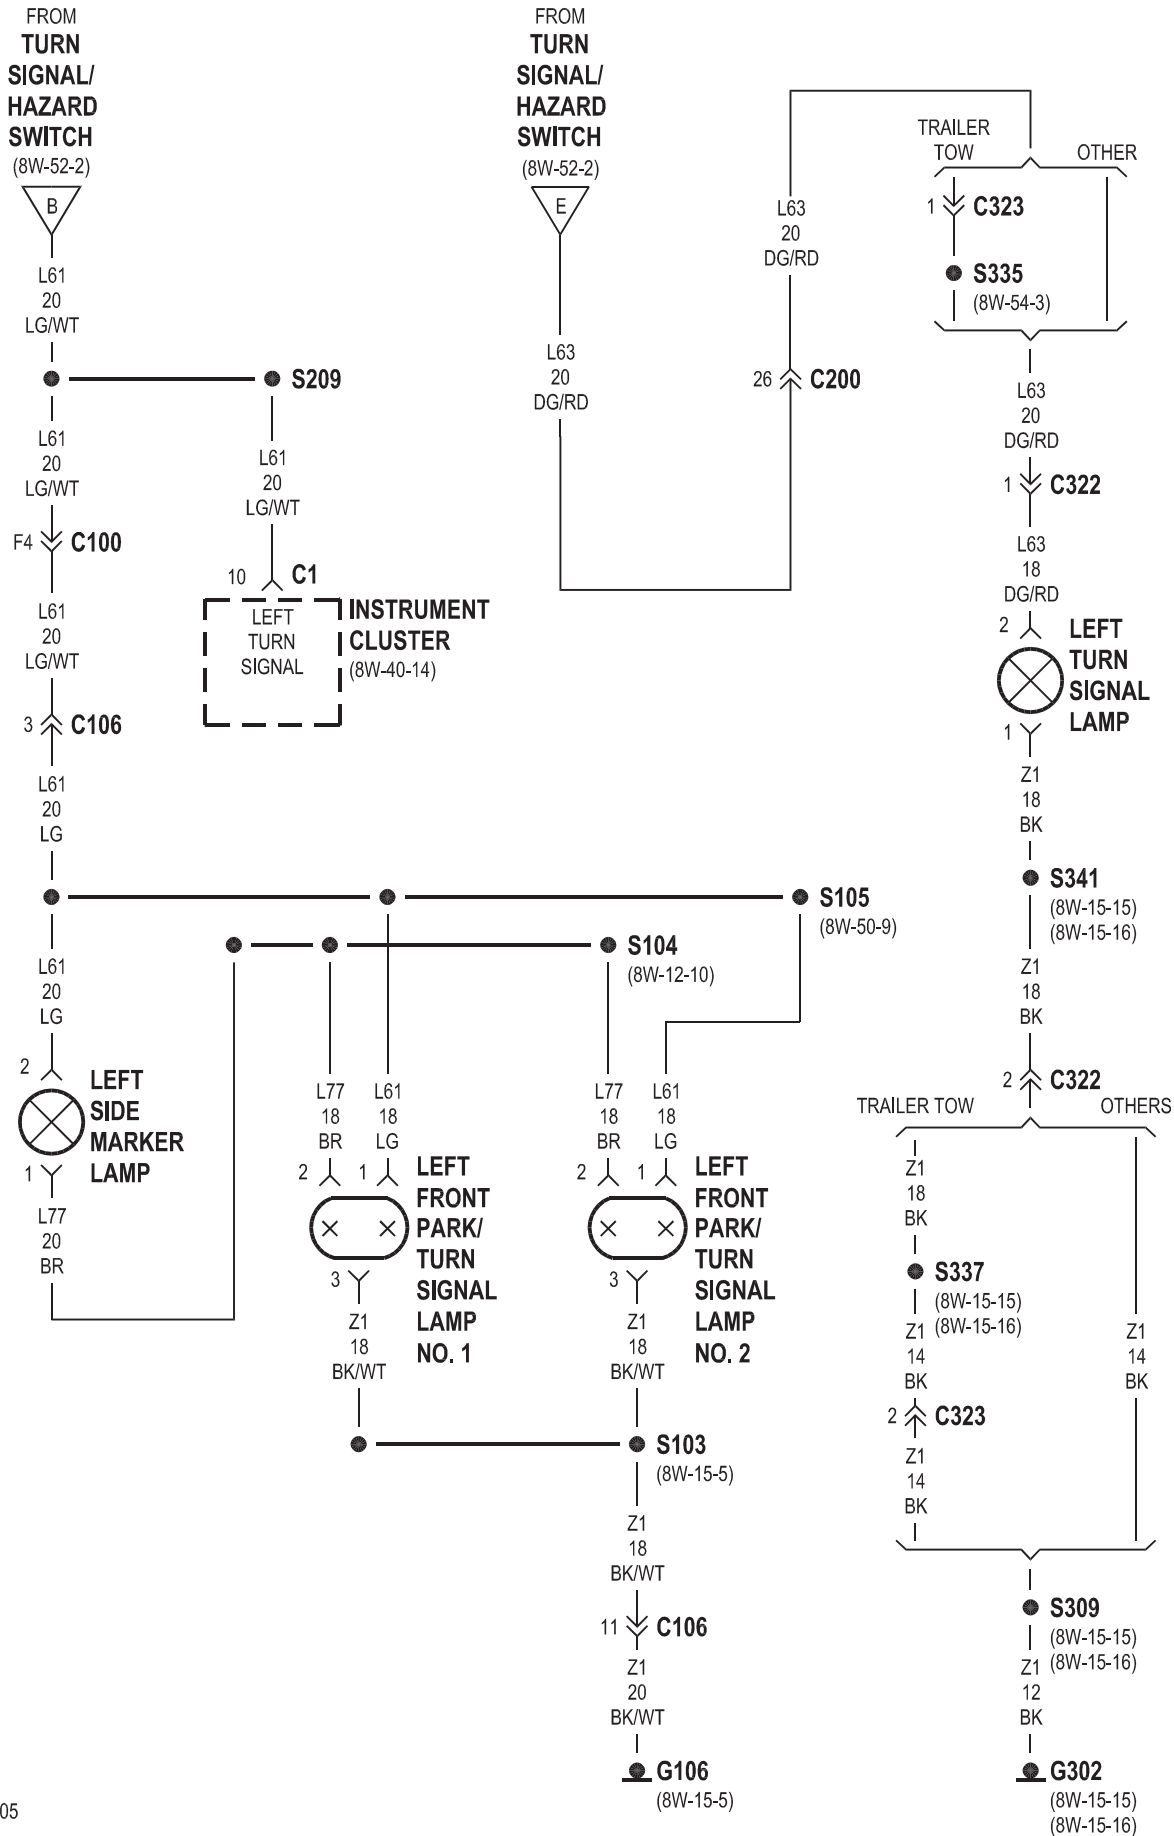 FROM
TURN
SIGNAL/
HAZARD
SWITCH
(8W-52-2)
B
L61
20
LG/WT
S209
L61
20
LG/WT
F4 C100
L61
20
LG/WT
3 C106
L61
20
LG
L61
20
LG/WT
10 C1
LEFT
TURN
SIGNAL
INSTRUMENT
CLUSTER
(8W-40-14)
FROM
TURN
SIGNAL/
HAZARD
SWITCH
(8W-52-2)
E
L63
20
DG/RD
L63
20
DG/RD
26 C200
TRAILER
TOW
OTHER
1 C323
S335
(8W-54-3)
L63
20
DG/RD
1 C322
L63
18
DG/RD
2
LEFT
TURN
SIGNAL
LAMP
1
Z1
18
BK
S341
(8W-15-15)
(8W-15-16)
Z1
18
BK
2 C322
S105
(8W-50-9)
S104
(8W-12-10)
L61
20
LG
2
LEFT
SIDE
MARKER
LAMP
1
L77
20
BR
L77
18
BR
L61
18
LG
2
1
LEFT
FRONT
PARK/
TURN
SIGNAL
LAMP
NO. 1
3
Z1
18
BK/WT
L77
18
BR
L61
18
LG
2
1
LEFT
FRONT
PARK/
TURN
SIGNAL
LAMP
NO. 2
3
Z1
18
BK/WT
S103
(8W-15-5)
Z1
18
BK/WT
11 C106
Z1
20
BK/WT
G106
(8W-15-5)
TRAILER TOW
OTHERS
Z1
18
BK
S337
(8W-15-15)
(8W-15-16)
Z1
14
BK
2 C323
Z1
14
BK
Z1
14
BK
S309
(8W-15-15)
(8W-15-16)
Z1
12
BK
G302
(8W-15-15)
(8W-15-16)
05